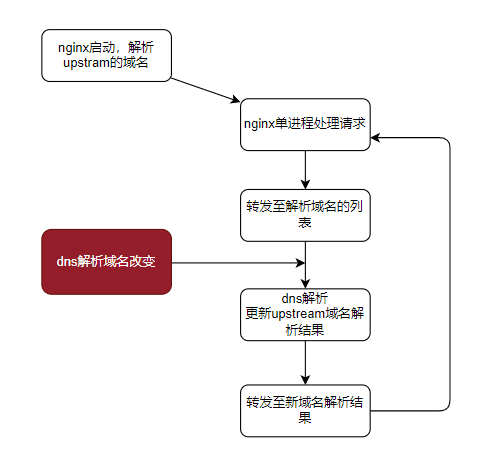 nginx启动，解析
upstram的域名
nginx单进程处理请求
转发至解析域名的列
表
dns解析域名改变
dns解析
更新upstream域名解
析结果
转发至新域名解析结
果